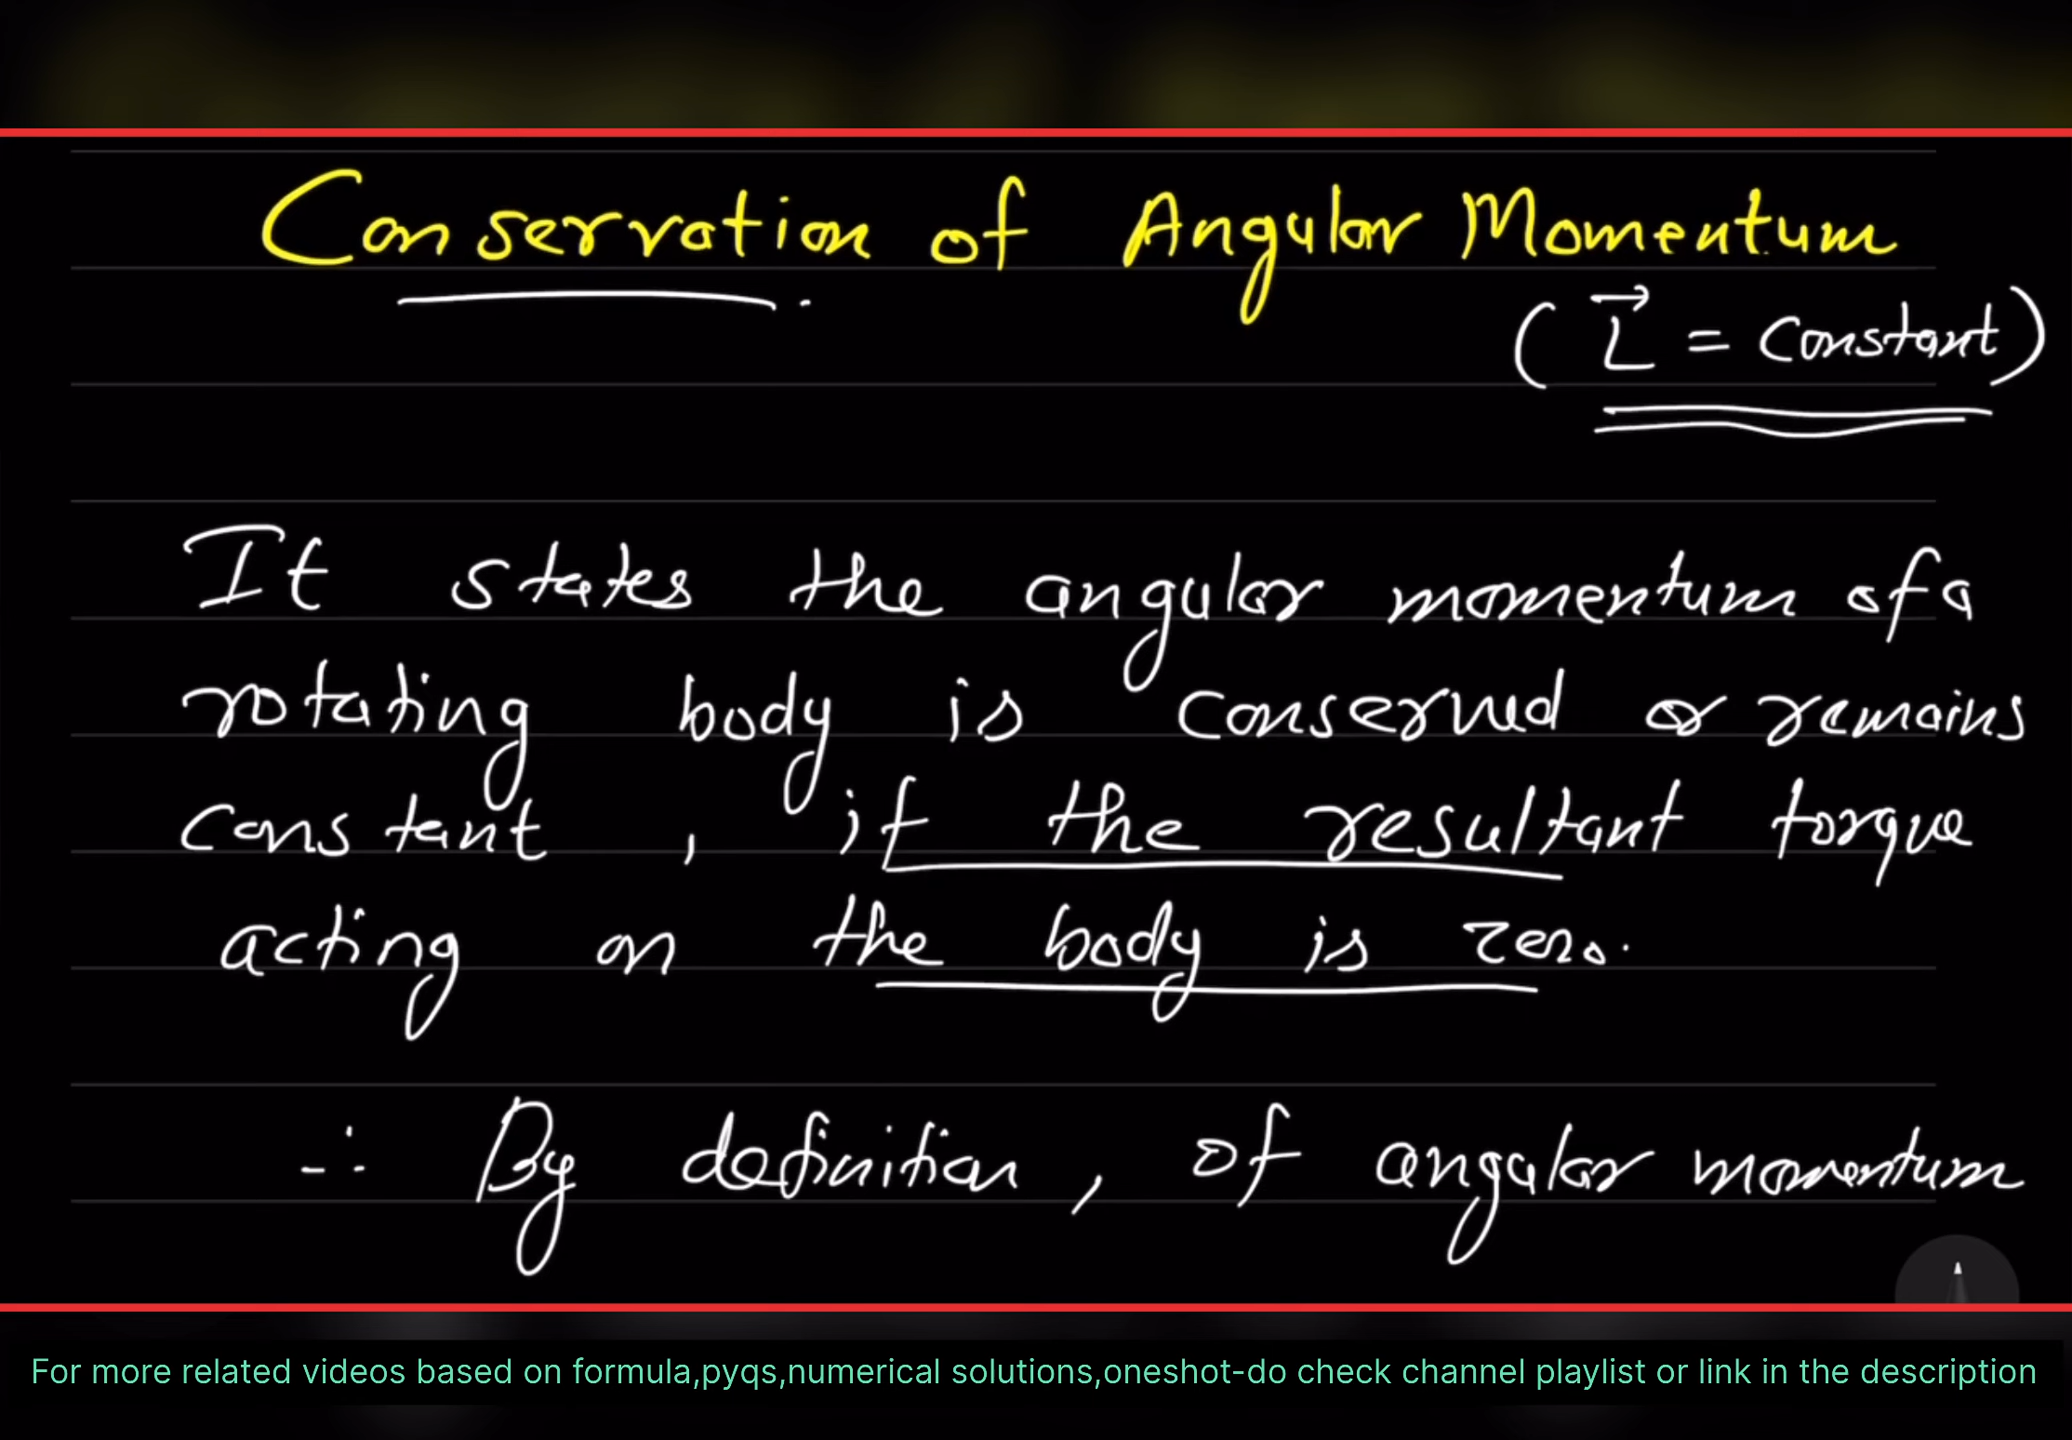 Conservation of Angular Momentum
(L⃗ = constant)
It states the angular momentum of a
rotating body is conserved or remains
constant , if the resultant torque
acting on the body is zero.
∴ By definition, of angular momentum
For more related videos based on formula,pyqs,numerical solutions,oneshot-do check channel playlist or link in the description